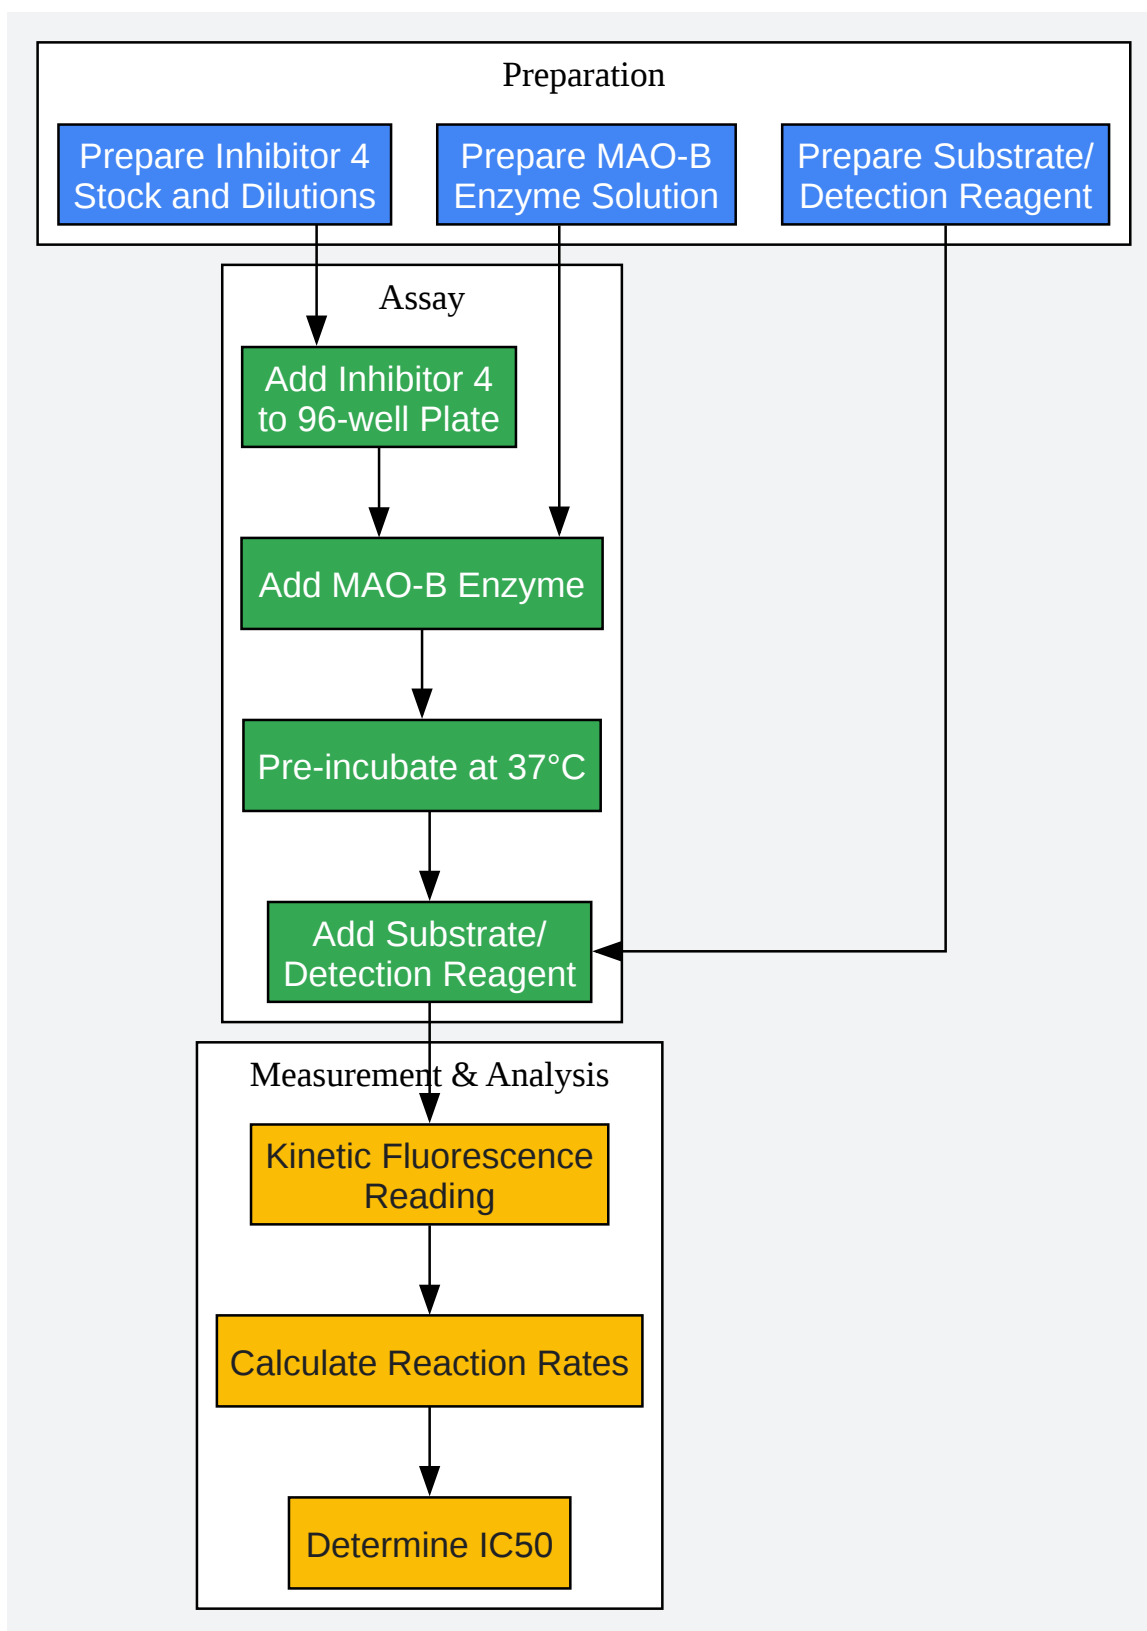 Preparation
Prepare Inhibitor 4
Stock and Dilutions
Prepare MAO-B
Enzyme Solution
Prepare Substrate/
Detection Reagent
Assay
Add Inhibitor 4
to 96-well Plate
Add MAO-B Enzyme
Pre-incubate at 37°C
Add Substrate/
Detection Reagent
Measurement & Analysis
Kinetic Fluorescence
Reading
Calculate Reaction Rates
Determine IC50